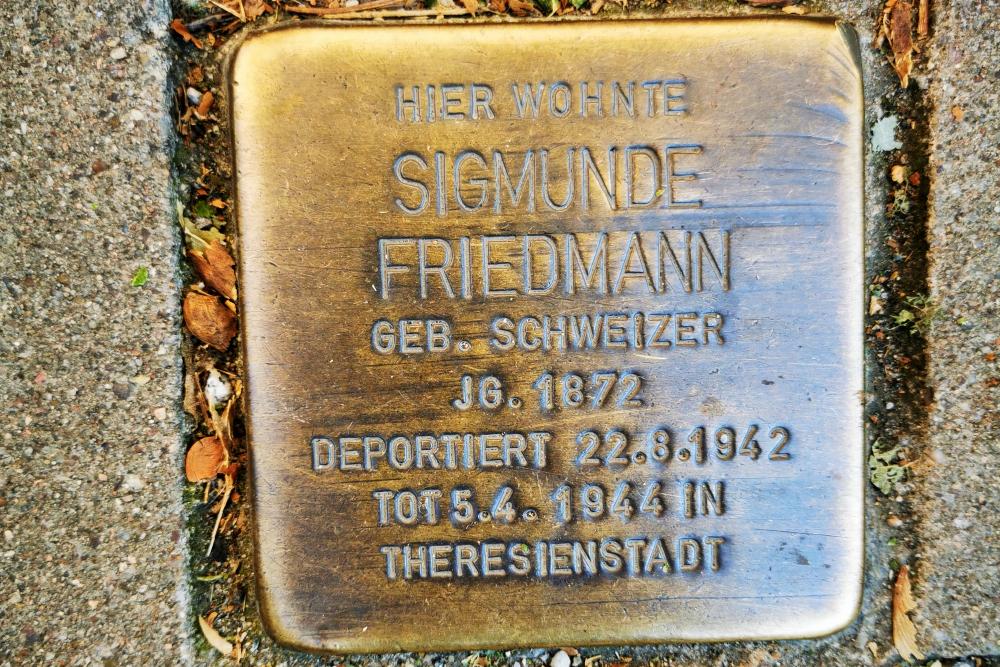 HIER WOHNTE
SIGMUNDE
FRIEDMANN
GEB. SCHWEIZER
JG. 1872
DEPORTIERT 22.8.1942
TOT 5.4.1944 IN
THERESIENSTADT